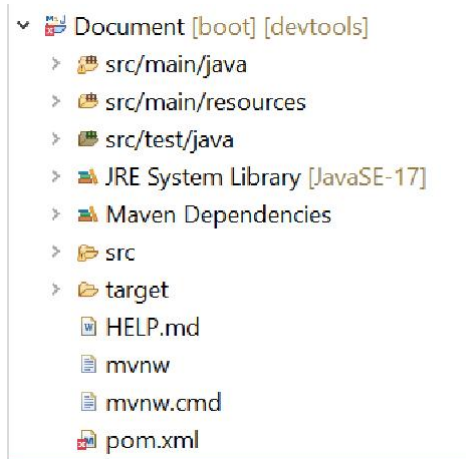 Document [boot] [devtools]
src/main/java
src/main/resources
src/test/java
JRE System Library [JavaSE-17]
Maven Dependencies
src
target
HELP.md
mvnw
mvnw.cmd
pom.xml